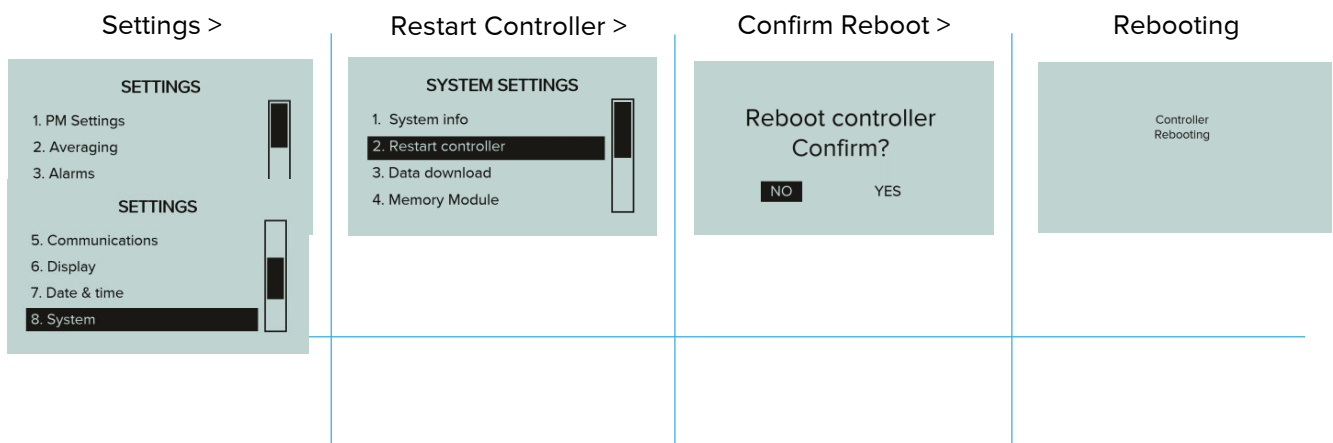 Settings >
SETTINGS
1. PM Settings
2. Averaging
3. Alarms
SETTINGS
5. Communications
6. Display
7. Date & time
8. System
Restart Controller >
SYSTEM SETTINGS
1. System info
2. Restart controller
3. Data download
4. Memory Module
Confirm Reboot >
Reboot controller
Confirm?
NO YES
Rebooting
Controller
Rebooting